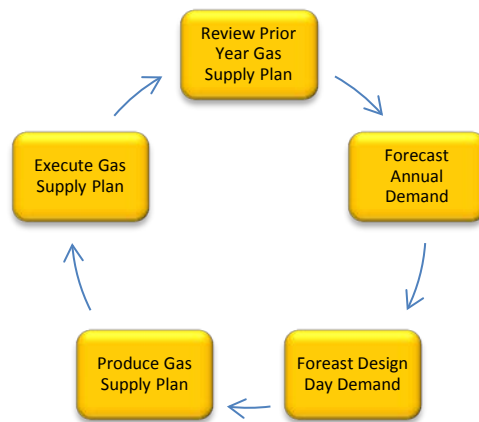 Review Prior
Year Gas
Supply Plan
Forecast
Annual
Demand
Foreast Design
Day Demand
Produce Gas
Supply Plan
Execute Gas
Supply Plan